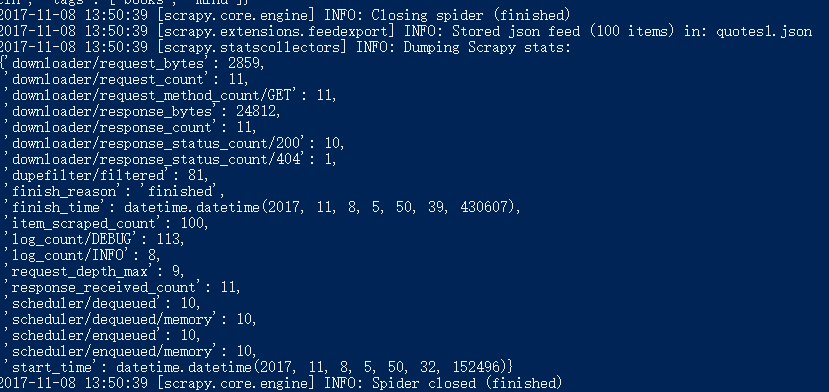 'tags': ['books', 'mind']}
2017-11-08 13:50:39 [scrapy.core.engine] INFO: Closing spider (finished)
2017-11-08 13:50:39 [scrapy.extensions.feedexport] INFO: Stored json feed (100 items) in: quotes1.json
2017-11-08 13:50:39 [scrapy.statscollectors] INFO: Dumping Scrapy stats:
{'downloader/request_bytes': 2859,
'downloader/request_count': 11,
'downloader/request_method_count/GET': 11,
'downloader/response_bytes': 24812,
'downloader/response_count': 11,
'downloader/response_status_count/200': 10,
'downloader/response_status_count/404': 1,
'dupefilter/filtered': 81,
'finish_reason': 'finished',
'finish_time': datetime.datetime(2017, 11, 8, 5, 50, 39, 430607),
'item_scraped_count': 100,
'log_count/DEBUG': 113,
'log_count/INFO': 8,
'request_depth_max': 9,
'response_received_count': 11,
'scheduler/dequeued': 10,
'scheduler/dequeued/memory': 10,
'scheduler/enqueued': 10,
'scheduler/enqueued/memory': 10,
'start_time': datetime.datetime(2017, 11, 8, 5, 50, 32, 152496)}
2017-11-08 13:50:39 [scrapy.core.engine] INFO: Spider closed (finished)